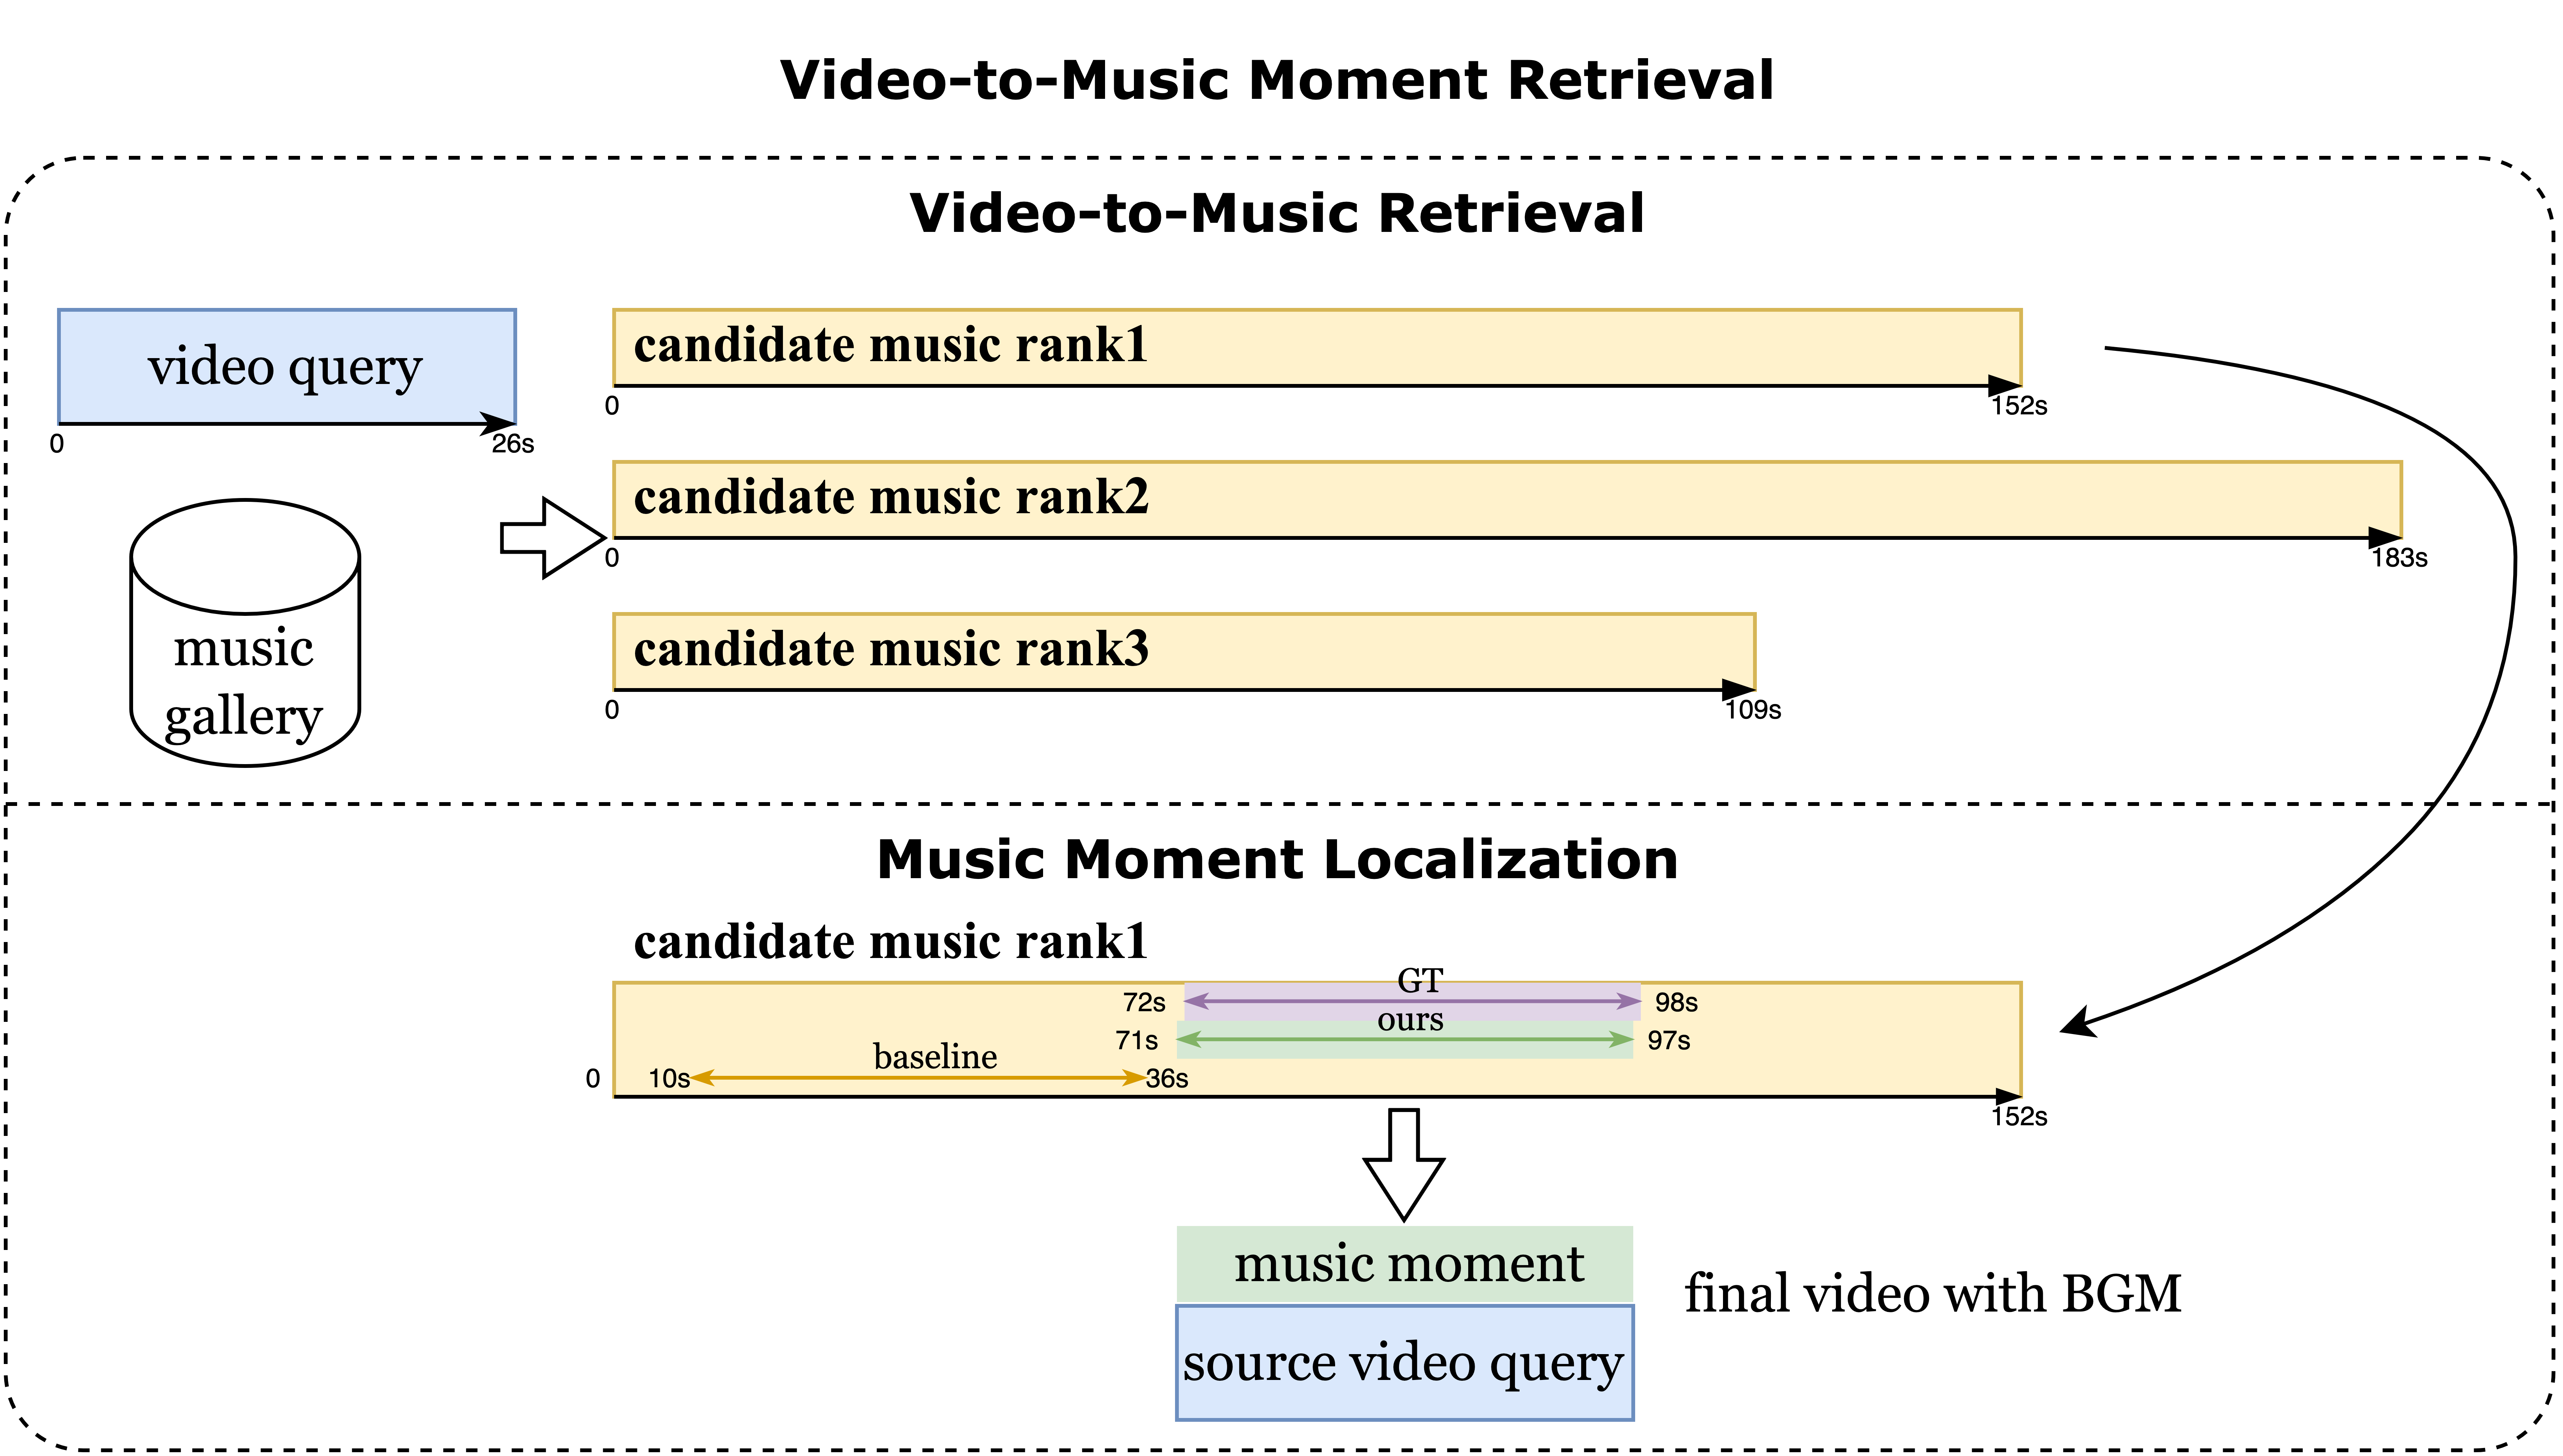 Video-to-Music Moment Retrieval
Video-to-Music Retrieval
video query
0
26s
music
gallery
candidate music rank1
0
152s
candidate music rank2
0
183s
candidate music rank3
0
109s
Music Moment Localization
candidate music rank1
GT
72s
98s
ours
71s
97s
baseline
0
10s
36s
152s
music moment
source video query
final video with BGM